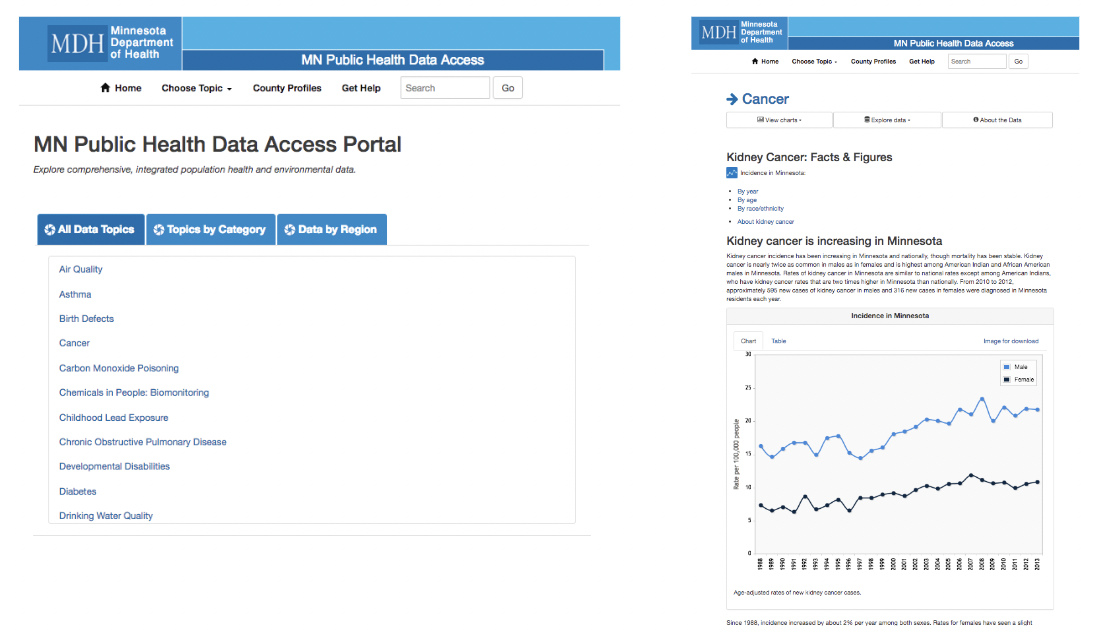 MDH
Minnesota
Department
of Health
MN Public Health Data Access
Home Choose Topic County Profiles Get Help Search Go
MN Public Health Data Access Portal
Explore comprehensive, integrated population health and environmental data.
All Data Topics Topics by Category Data by Region
Air Quality
Asthma
Birth Defects
Cancer
Carbon Monoxide Poisoning
Chemicals in People: Biomonitoring
Childhood Lead Exposure
Chronic Obstructive Pulmonary Disease
Developmental Disabilities
Diabetes
Drinking Water Quality
MDH
Minnesota
Department
of Health
MN Public Health Data Access
Home Choose Topic County Profiles Get Help Search Go
Cancer
View charts Explore data About the Data
Kidney Cancer: Facts & Figures
Incidence in Minnesota:
By year
By age
By race/ethnicity
About kidney cancer
Kidney cancer is increasing in Minnesota
Kidney cancer incidence has been increasing in Minnesota and nationally, though mortality has been stable. Kidney
cancer is nearly twice as common in males as in females and is highest among American Indian and African American
males in Minnesota. Rates of kidney cancer in Minnesota are similar to national rates except among American Indians,
who have kidney cancer rates that are two times higher in Minnesota than nationally. From 2010 to 2012,
approximately 595 new cases of kidney cancer in males and 316 new cases in females were diagnosed in Minnesota
residents each year.
Incidence in Minnesota
Chart Table Image for download
Male
Female
Rate per 100,000 people
30
25
20
15
10
5
0
1988 1989 1990 1991 1992 1993 1994 1995 1996 1997 1998 1999 2000 2001 2002 2003 2004 2005 2006 2007 2008 2009 2010 2011 2012 2013
Age-adjusted rates of new kidney cancer cases.
Since 1988, incidence increased by about 2% per year among both sexes. Rates for females have seen a slight